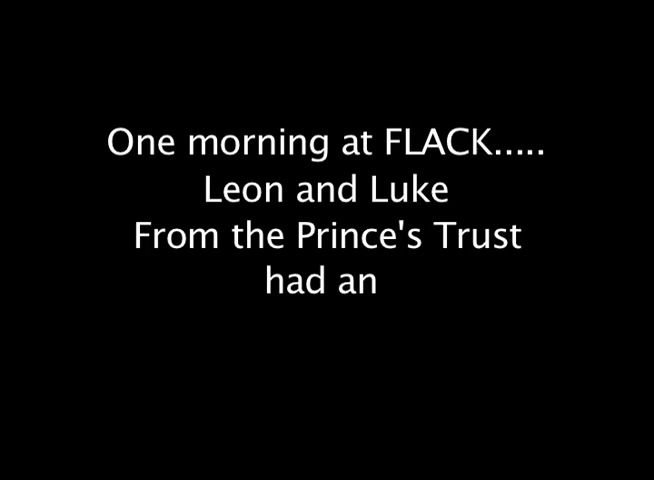 One morning at FLACK.....
Leon and Luke
From the Prince's Trust
had an